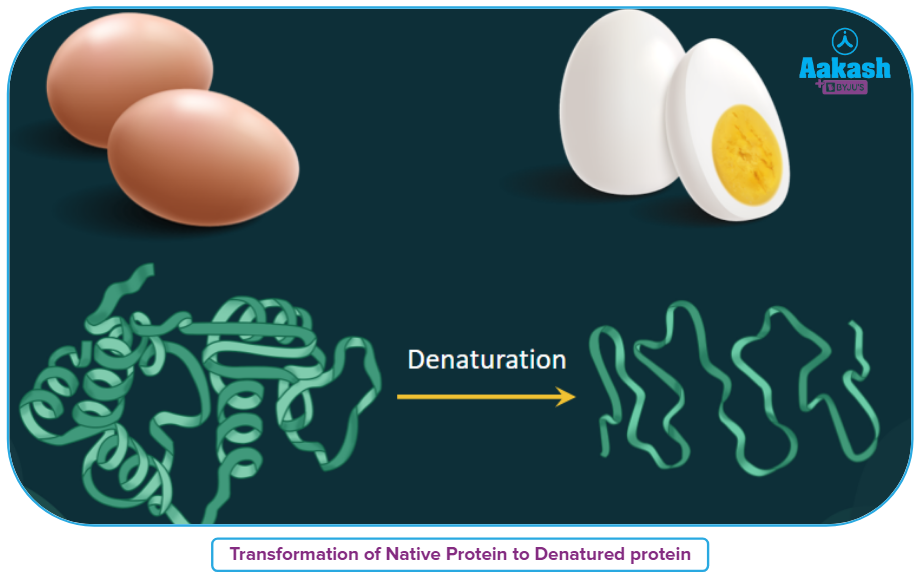 Aakash
+BYJU'S
Denaturation
Transformation of Native Protein to Denatured protein